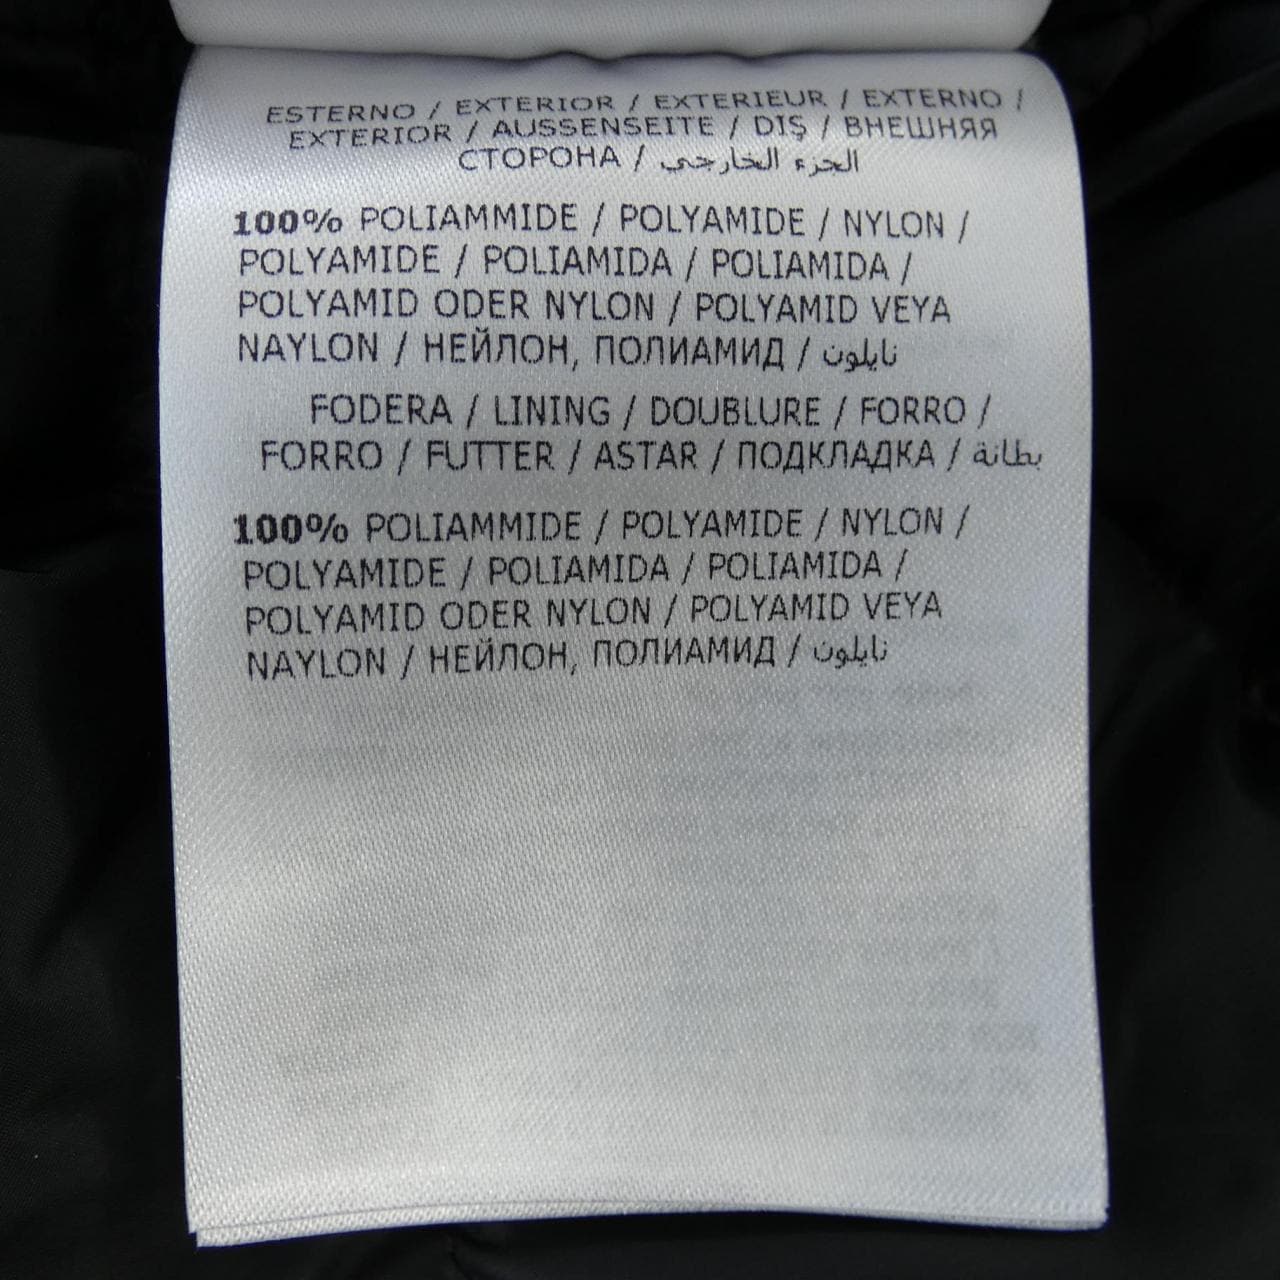 ESTERNO / EXTERIOR / EXTERIEUR / EXTERNO /
EXTERIOR / AUSSENSEITE / DIŞ / ВНЕШНЯЯ
СТОРОНА / الجزء الخارجي
100% POLIAMMIDE / POLYAMIDE / NYLON /
POLYAMIDE / POLIAMIDA / POLIAMIDA /
POLYAMID ODER NYLON / POLYAMID VEYA
NAYLON / НЕЙЛОН, ПОЛИАМИД / نايلون
FODERA / LINING / DOUBLURE / FORRO /
FORRO / FUTTER / ASTAR / ПОДКЛАДКА / بطانة
100% POLIAMMIDE / POLYAMIDE / NYLON /
POLYAMIDE / POLIAMIDA / POLIAMIDA /
POLYAMID ODER NYLON / POLYAMID VEYA
NAYLON / НЕЙЛОН, ПОЛИАМИД / نايلون